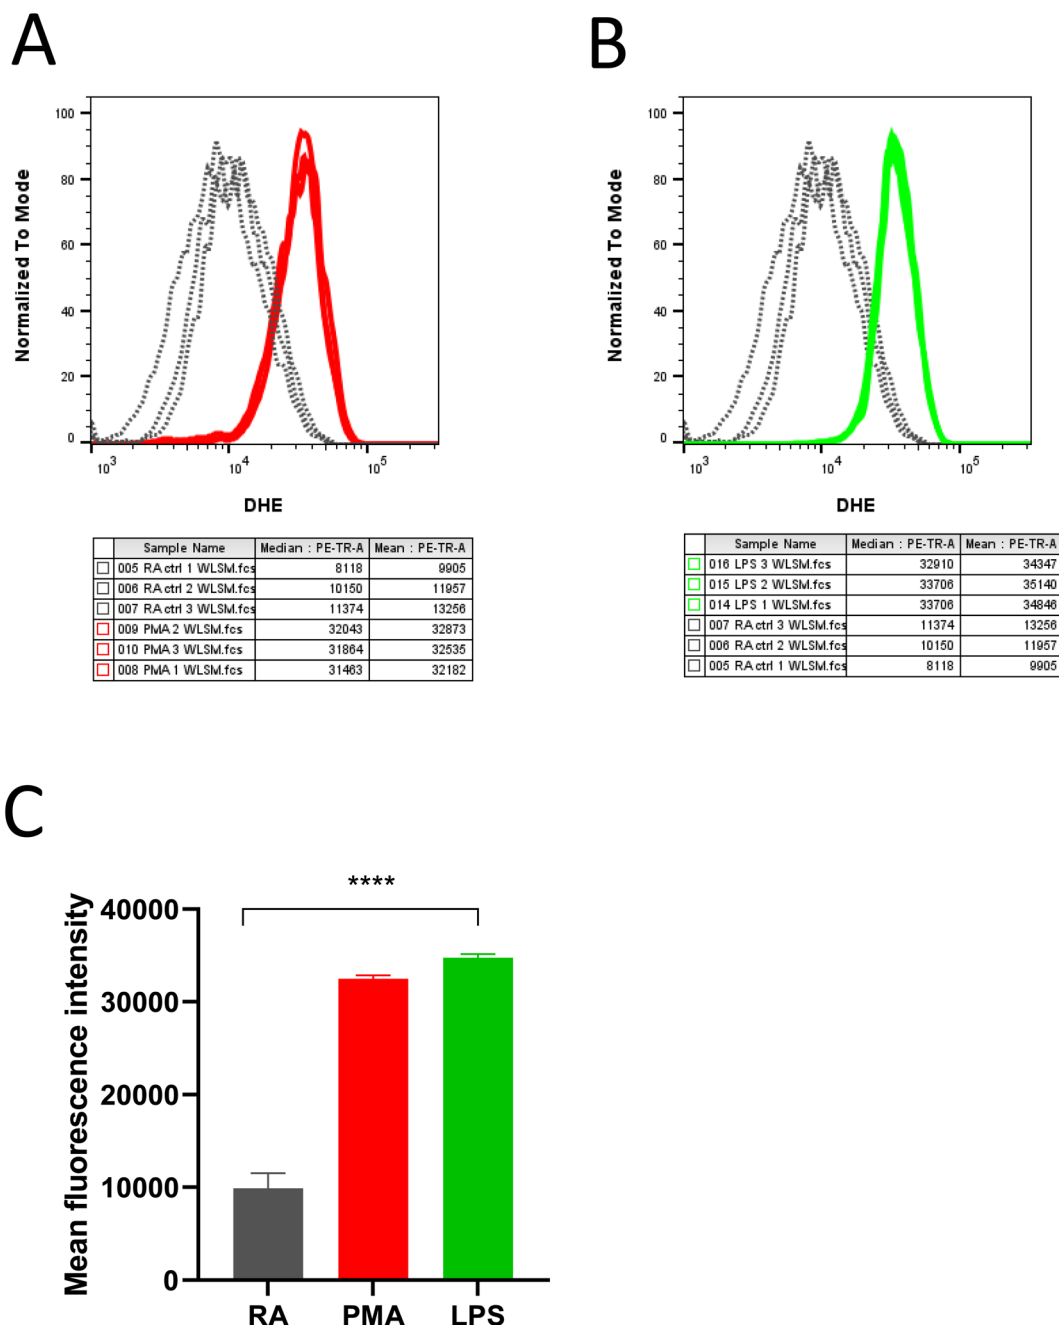 A
B
100
80
60
40
20
0
Normalized To Mode
10^3
10^4
10^5
DHE
100
80
60
40
20
0
Normalized To Mode
10^3
10^4
10^5
DHE
Sample Name Median : PE-TR-A Mean : PE-TR-A
005 RA ctrl 1 WLSM.fcs 8118 9905
006 RA ctrl 2 WLSM.fcs 10150 11957
007 RA ctrl 3 WLSM.fcs 11374 13256
009 PMA 2 WLSM.fcs 32043 32873
010 PMA 3 WLSM.fcs 31864 32535
008 PMA 1 WLSM.fcs 31463 32182
Sample Name Median : PE-TR-A Mean : PE-TR-A
016 LPS 3 WLSM.fcs 32910 34347
015 LPS 2 WLSM.fcs 33706 35140
014 LPS 1 WLSM.fcs 33706 34846
007 RA ctrl 3 WLSM.fcs 11374 13256
006 RA ctrl 2 WLSM.fcs 10150 11957
005 RA ctrl 1 WLSM.fcs 8118 9905
C
****
Mean fluorescence intensity
40000
30000
20000
10000
0
RA PMA LPS